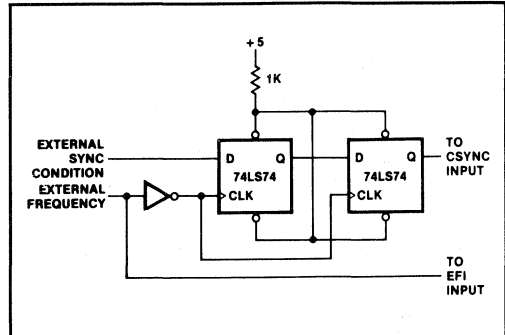 +5
1K
EXTERNAL
SYNC
CONDITION
D Q
74LS74
CLK
D Q
74LS74
CLK
TO
CSYNC
INPUT
EXTERNAL
FREQUENCY
TO
EFI
INPUT